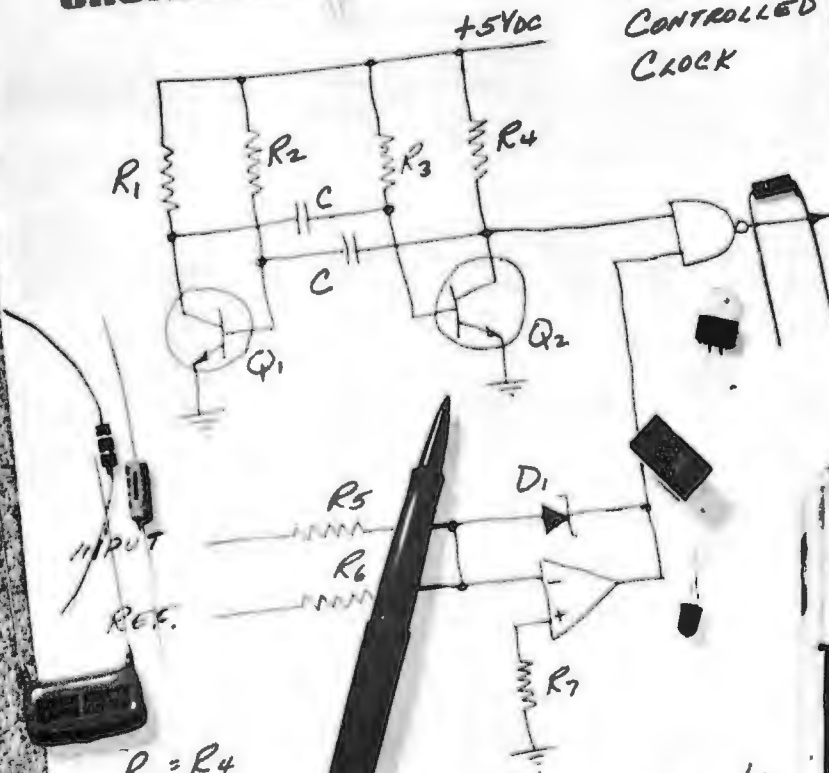 +5VDC
CONTROLLED
CLOCK
R1
R2
R3
R4
C
C
Q1
Q2
R5
D1
INPUT
R6
-
REF.
+
R7
= R4